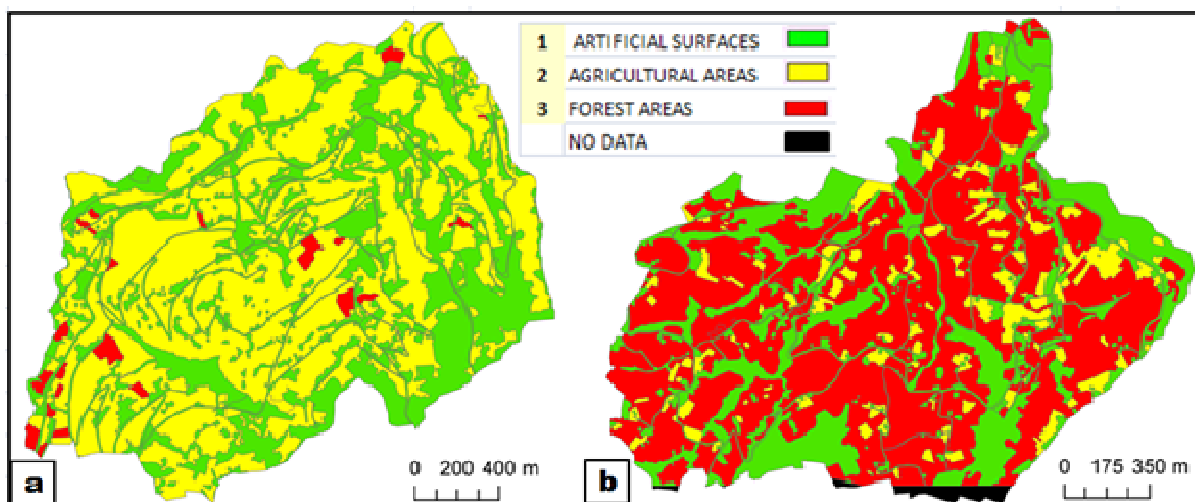 1 ARTIFICIAL SURFACES
2 AGRICULTURAL AREAS
3 FOREST AREAS
NO DATA
a
0 200 400 m
b
0 175 350 m